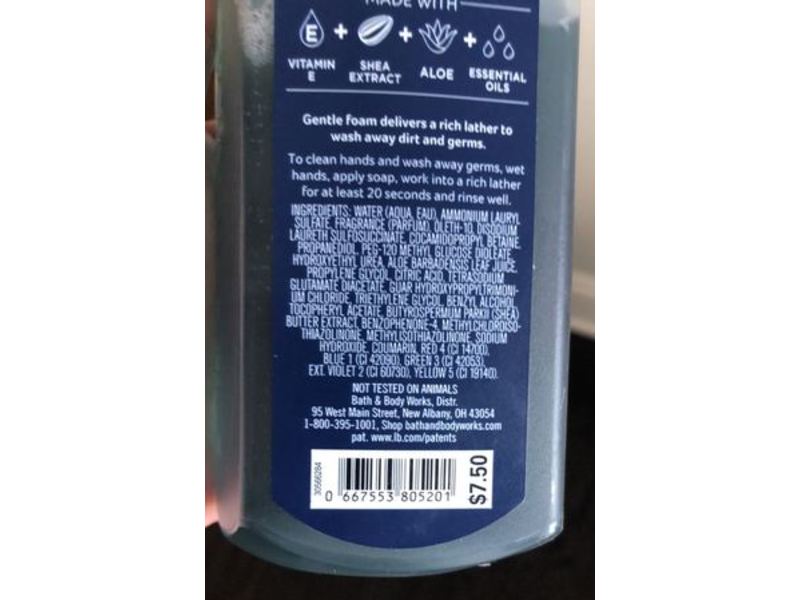 MADE WITH
E
VITAMIN E + SHEA EXTRACT + ALOE + ESSENTIAL OILS
Gentle foam delivers a rich lather to
wash away dirt and germs.
To clean hands and wash away germs, wet
hands, apply soap, work into a rich lather
for at least 20 seconds and rinse well.
INGREDIENTS: WATER (AQUA, EAU), AMMONIUM LAURYL
SULFATE, FRAGRANCE (PARFUM), OLETH-10, DISODIUM
LAURETH SULFOSUCCINATE, COCAMIDOPROPYL BETAINE,
PROPANEDIOL, PEG-120 METHYL GLUCOSE DIOLEATE,
HYDROXYETHYL UREA, ALOE BARBADENSIS LEAF JUICE,
PROPYLENE GLYCOL, CITRIC ACID, TETRASODIUM
GLUTAMATE DIACETATE, GUAR HYDROXYPROPYLTRIMONI-
UM CHLORIDE, TRIETHYLENE GLYCOL, BENZYL ALCOHOL,
TOCOPHERYL ACETATE, BUTYROSPERMUM PARKII (SHEA)
BUTTER EXTRACT, BENZOPHENONE-4, METHYLCHLOROISO-
THIAZOLINONE, METHYLISOTHIAZOLINONE, SODIUM
HYDROXIDE, COUMARIN, RED 4 (CI 14700),
BLUE 1 (CI 42090), GREEN 3 (CI 42053),
EXT. VIOLET 2 (CI 60730), YELLOW 5 (CI 19140).
NOT TESTED ON ANIMALS
Bath & Body Works, Distr.
95 West Main Street, New Albany, OH 43054
1-800-395-1001, Shop bathandbodyworks.com
pat. www.lb.com/patents
30566284
0 667553 805201
$7.50